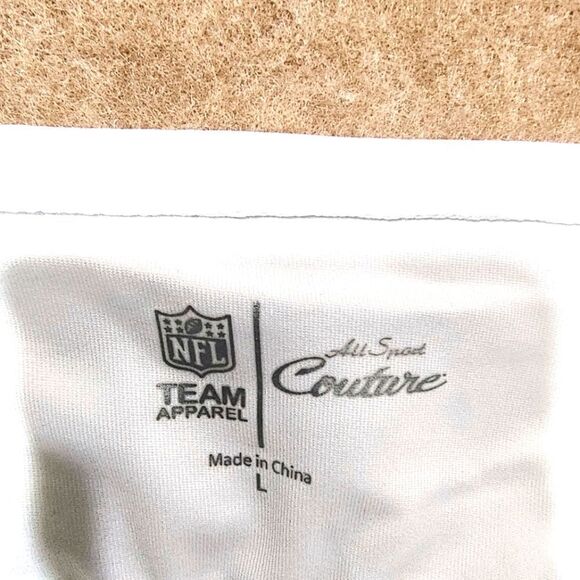 NFL
TEAM
APPAREL
All Sport
Couture
Made in China
L